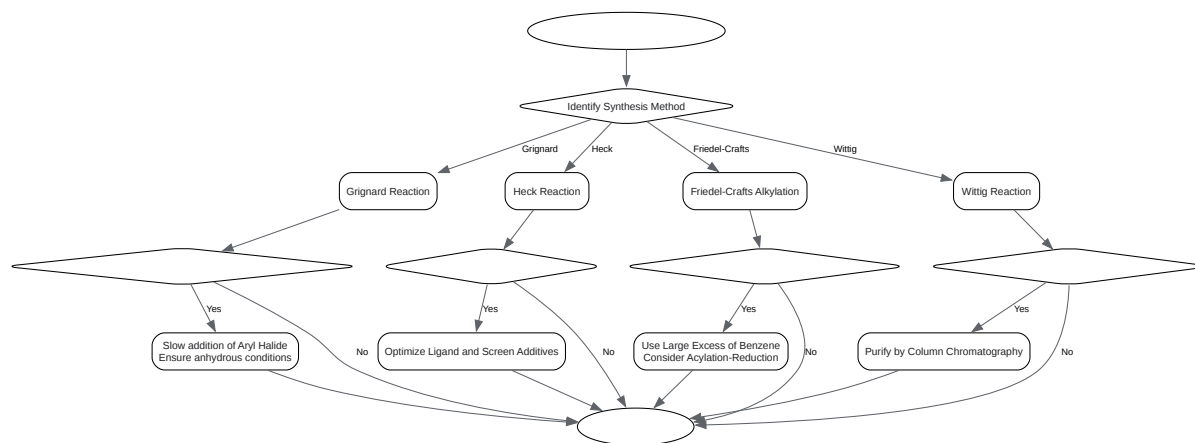 Identify Synthesis Method
Grignard
Heck
Friedel-Crafts
Wittig
Grignard Reaction
Heck Reaction
Friedel-Crafts Alkylation
Wittig Reaction
Yes
Yes
Yes
Yes
Slow addition of Aryl Halide
Ensure anhydrous conditions
No
Optimize Ligand and Screen Additives
No
Use Large Excess of Benzene
Consider Acylation-Reduction
No
Purify by Column Chromatography
No